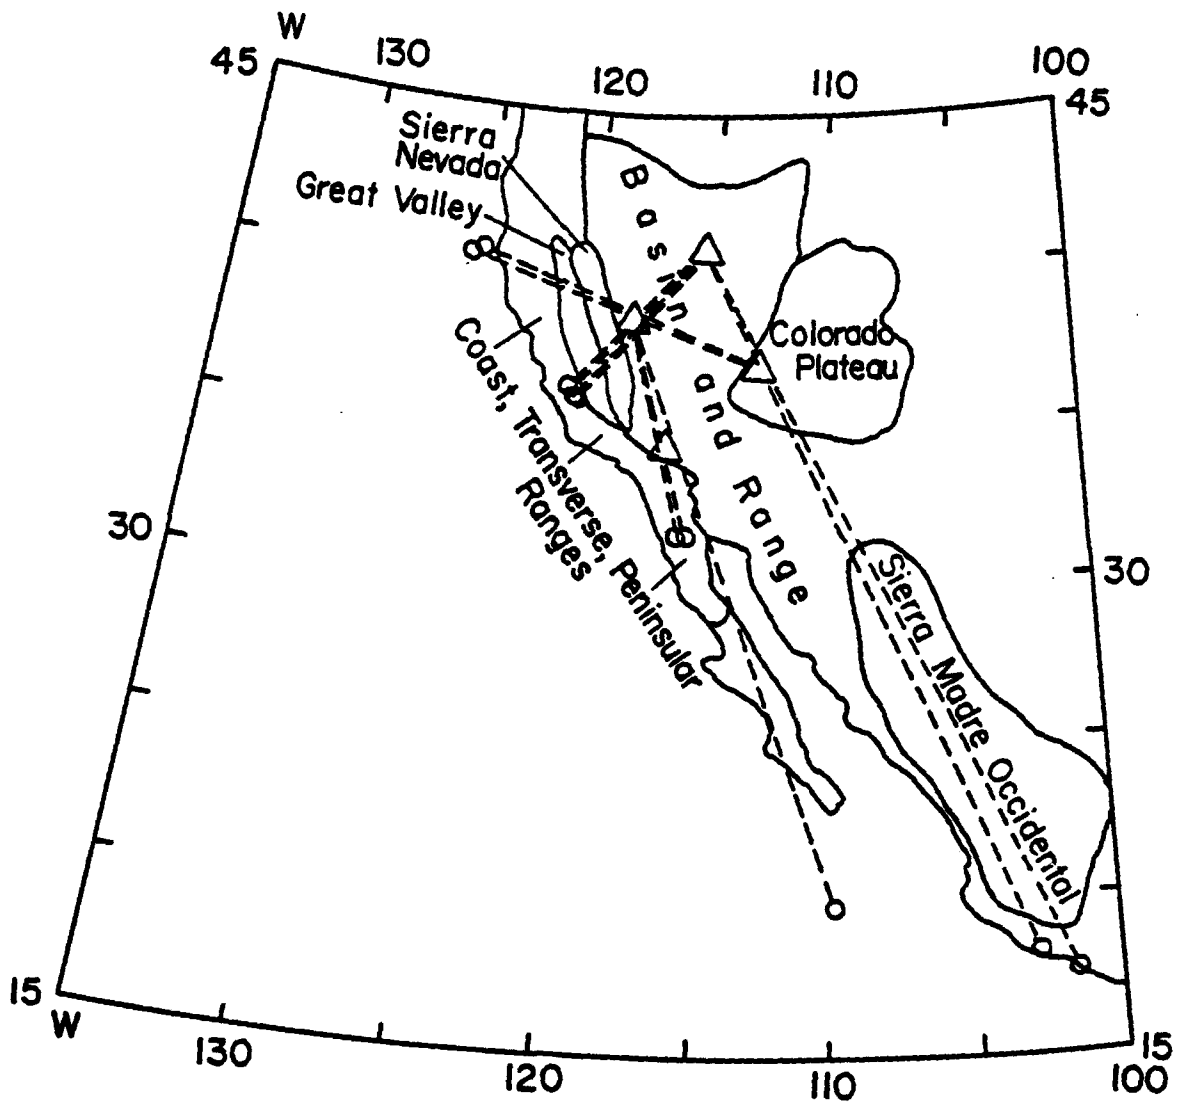 W
130
120
110
100
45
45
Sierra
Nevada
Great Valley
Basin and Range
Colorado
Plateau
Coast, Transverse, Peninsular
Ranges
30
30
Sierra Madre Occidental
15
W
130
120
110
100
15